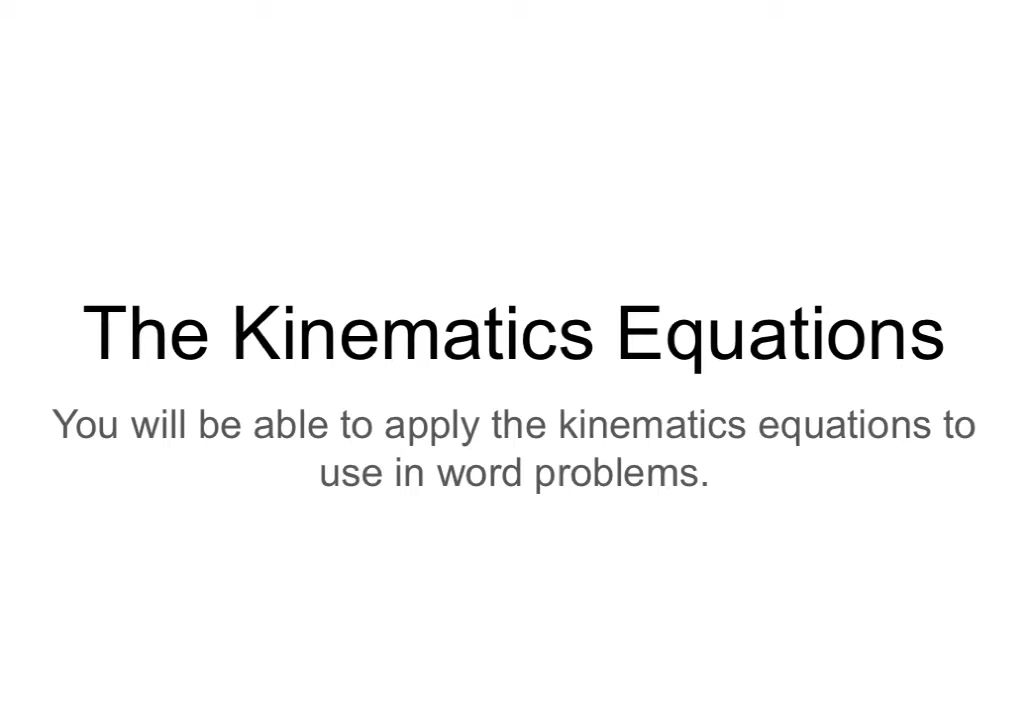 The Kinematics Equations
You will be able to apply the kinematics equations to
use in word problems.